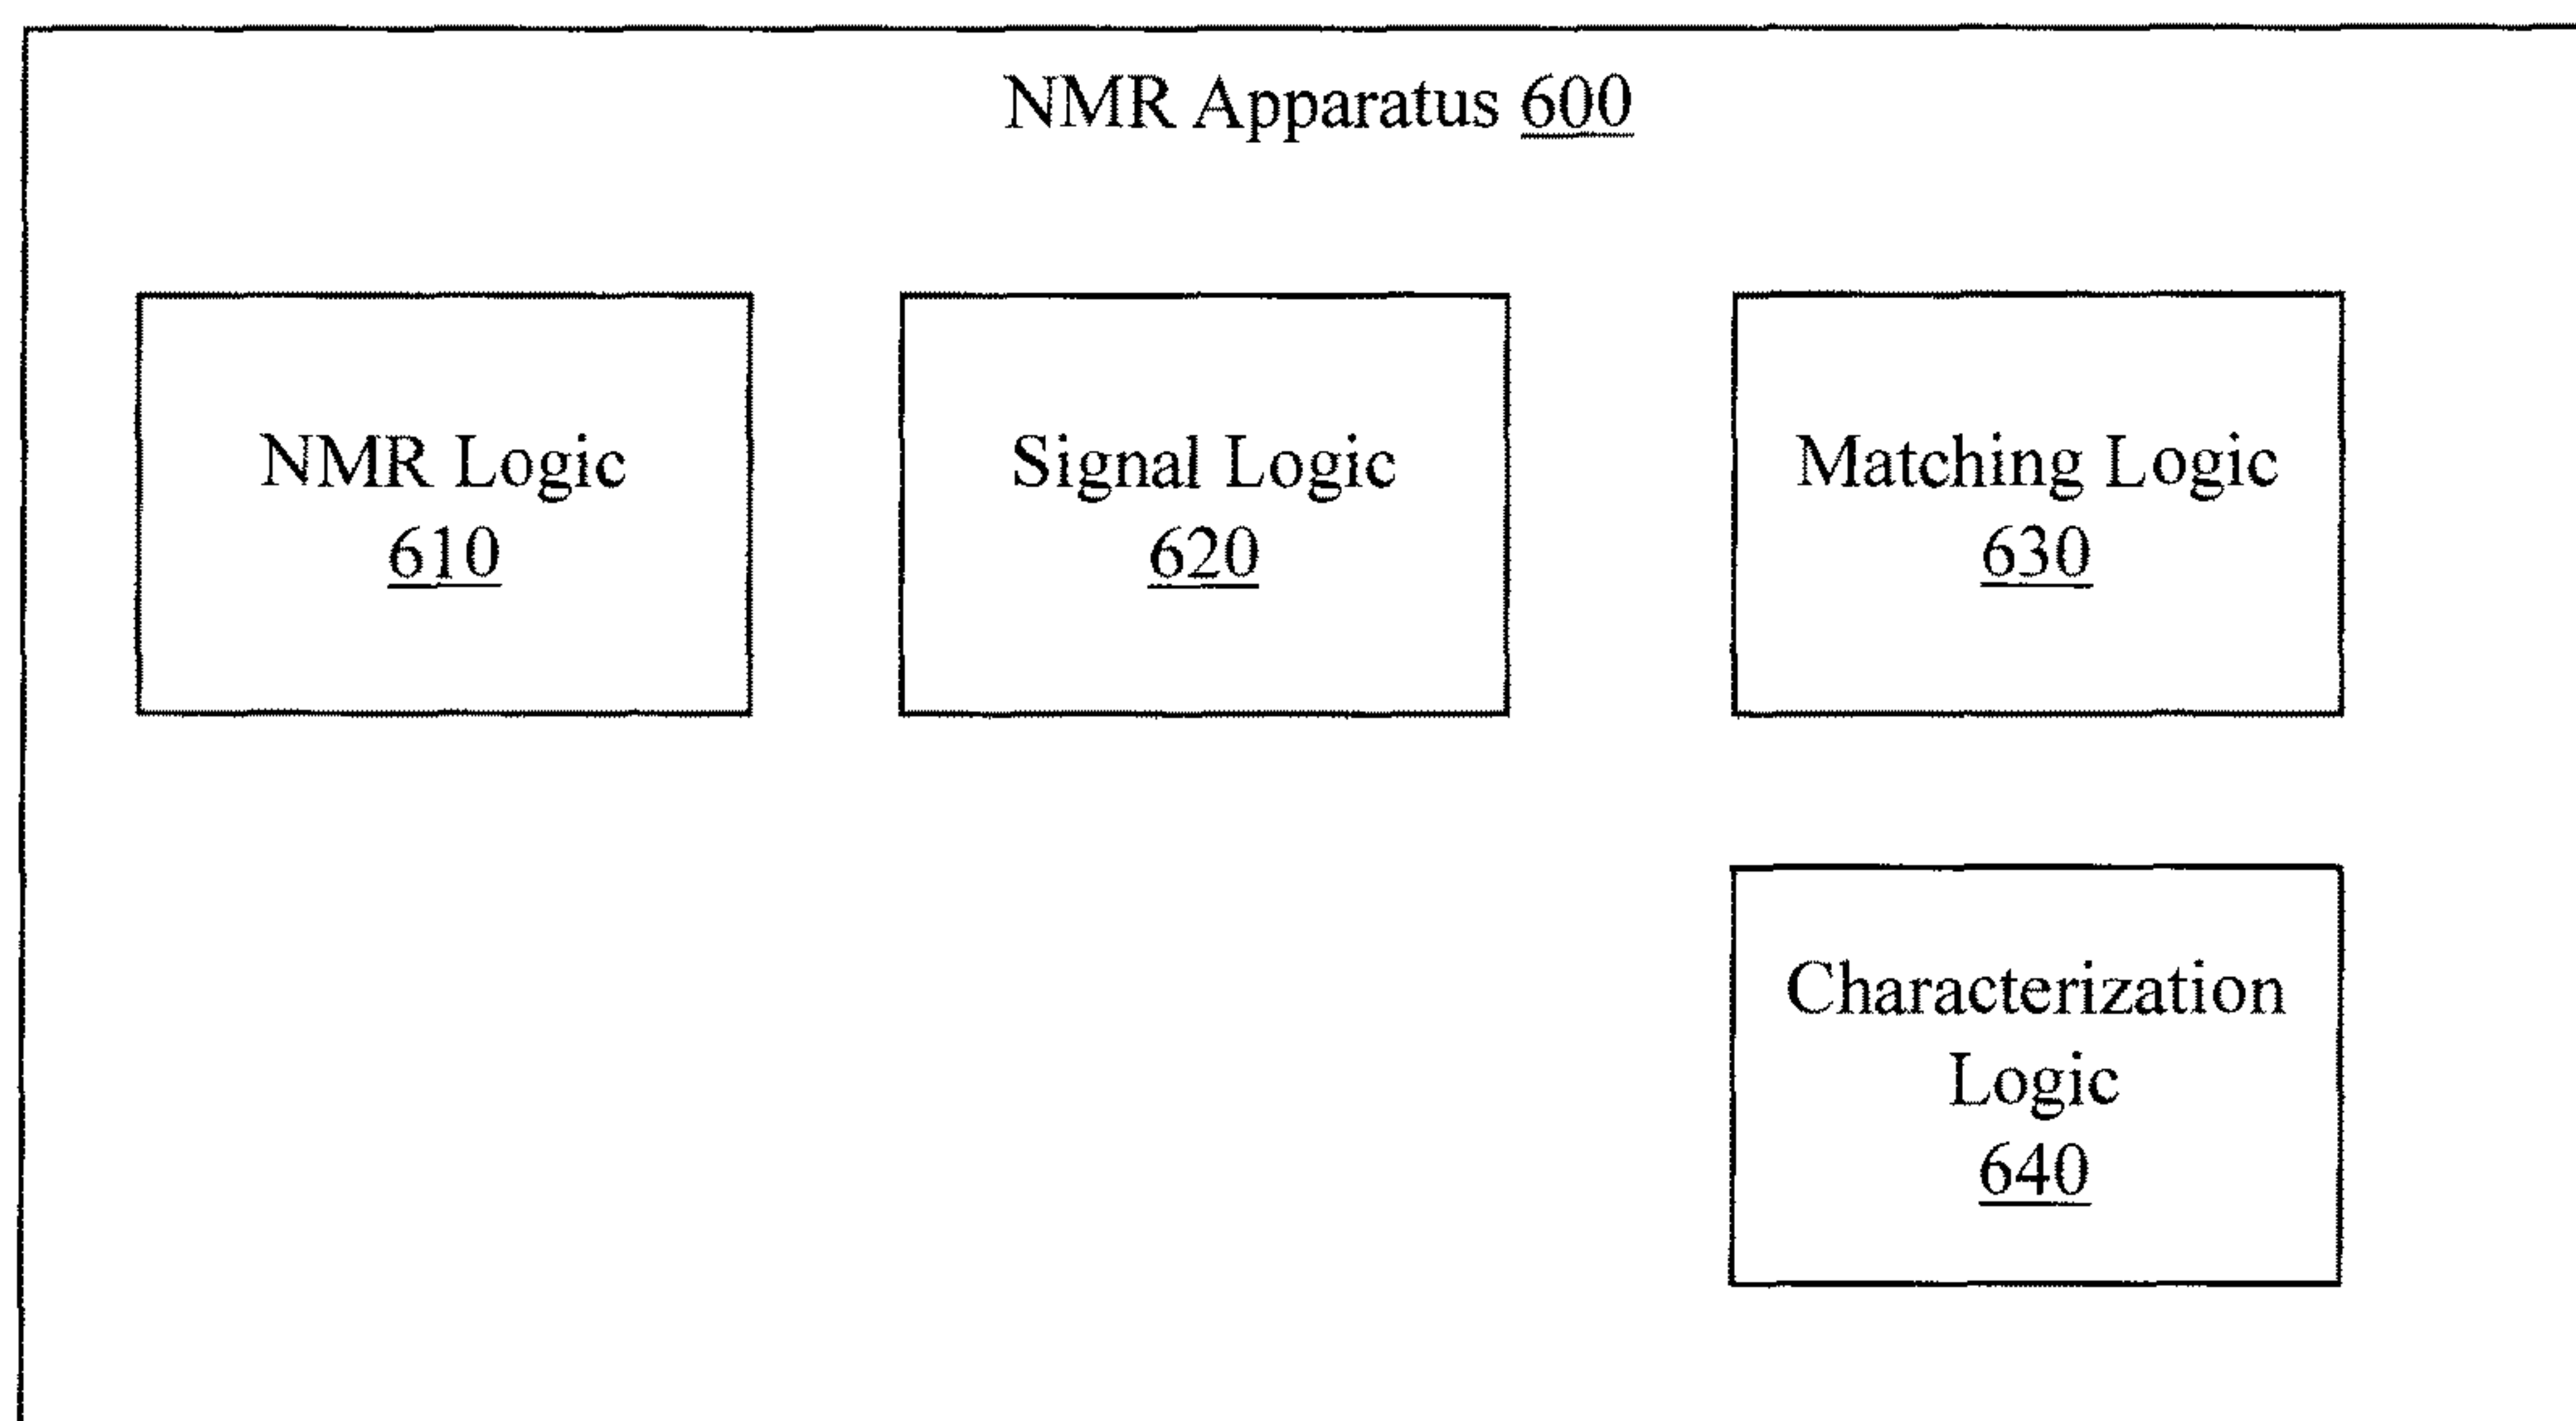 NMR Apparatus 600
NMR Logic
610
Signal Logic
620
Matching Logic
630
Characterization
Logic
640